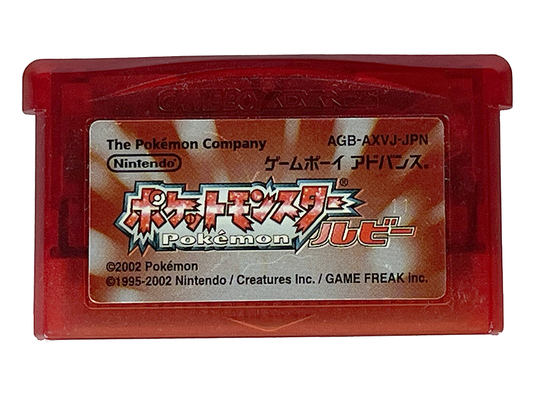 GAME BOY ADVANCE
The Pokémon Company AGB-AXVJ-JPN
Nintendo ゲームボーイ アドバンス®
ポケットモンスター®
Pokémon ルビー
©2002 Pokémon
©1995-2002 Nintendo / Creatures Inc. / GAME FREAK Inc.